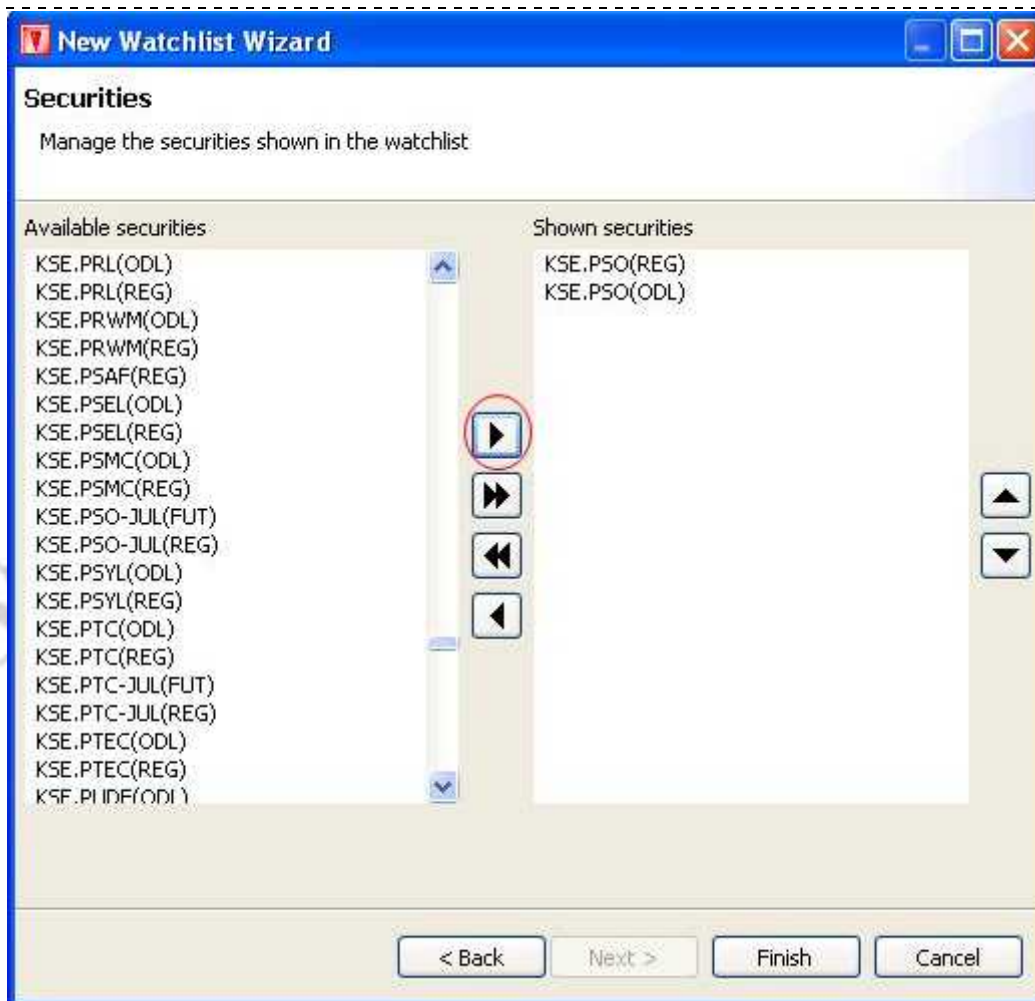 New Watchlist Wizard
Securities
Manage the securities shown in the watchlist
Available securities
KSE.PRL(ODL)
KSE.PRL(REG)
KSE.PRWM(ODL)
KSE.PRWM(REG)
KSE.PSAF(REG)
KSE.PSEL(ODL)
KSE.PSEL(REG)
KSE.PSMC(ODL)
KSE.PSMC(REG)
KSE.PSO-JUL(FUT)
KSE.PSO-JUL(REG)
KSE.PSYL(ODL)
KSE.PSYL(REG)
KSE.PTC(ODL)
KSE.PTC(REG)
KSE.PTC-JUL(FUT)
KSE.PTC-JUL(REG)
KSE.PTEC(ODL)
KSE.PTEC(REG)
Shown securities
KSE.PSO(REG)
KSE.PSO(ODL)
< Back Next > Finish Cancel